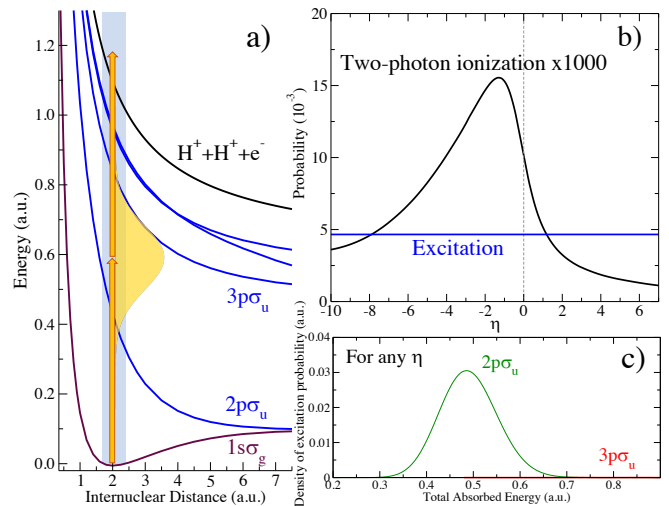 a)
1.2
1.0
0.8
0.6
0.4
0.2
0.0
Energy (a.u.)
H⁺+H⁺+e⁻
3pσᵤ
2pσᵤ
1sσ_g
1 2 3 4 5 6 7
Internuclear Distance (a.u.)
b)
20
15
10
5
0
Probability (10⁻³)
Two-photon ionization x1000
Excitation
-10 -8 -6 -4 -2 0 2 4 6
η
c)
0.04
0.03
0.02
0.01
0
Density of excitation probability (a.u.)
For any η
2pσᵤ
3pσᵤ
0.2 0.3 0.4 0.5 0.6 0.7 0.8
Total Absorbed Energy (a.u.)